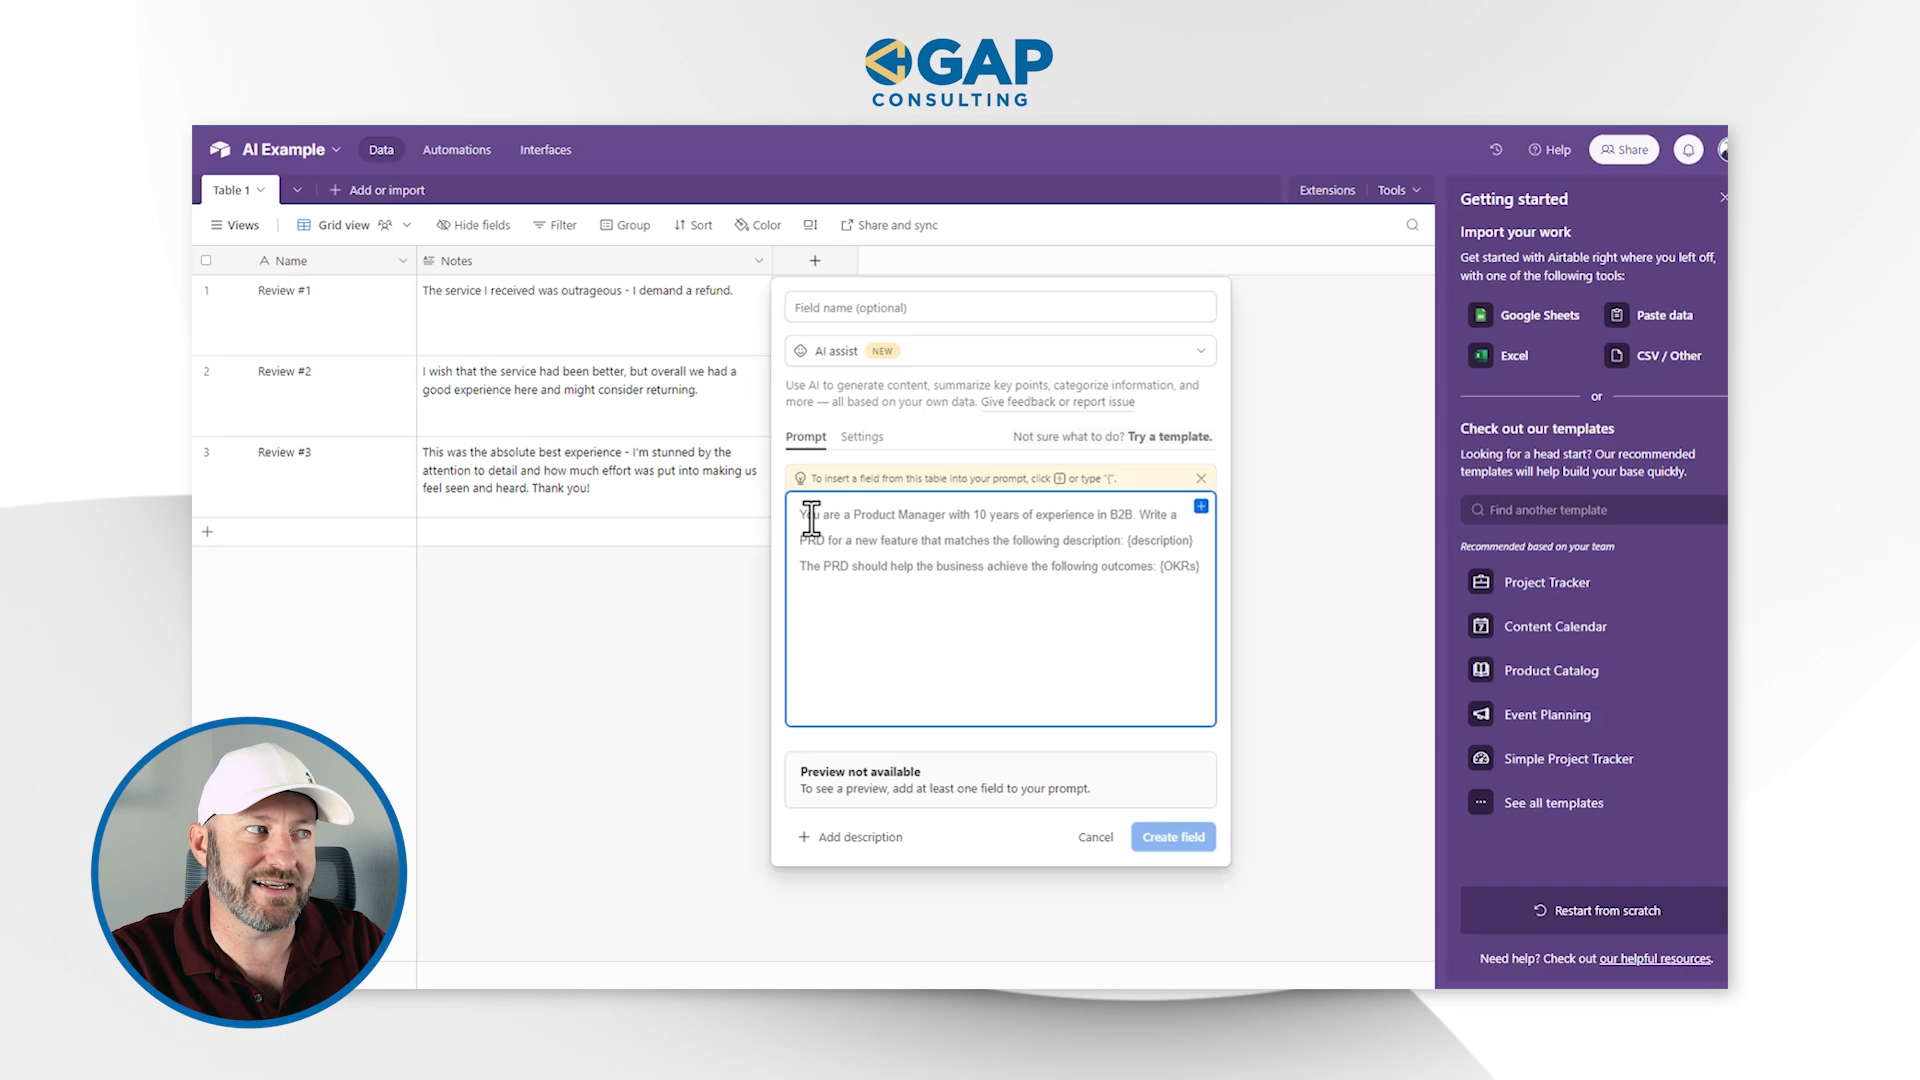 GAP
CONSULTING
AI Example
Data
Automations
Interfaces
Help
Share
Table 1
Add or import
Extensions
Tools
Views
Grid view
Hide fields
Filter
Group
Sort
Color
Share and sync
A Name
Notes
1
Review #1
The service I received was outrageous - I demand a refund.
2
Review #2
I wish that the service had been better, but overall we had a
good experience here and might consider returning.
3
Review #3
This was the absolute best experience - I'm stunned by the
attention to detail and how much effort was put into making us
feel seen and heard. Thank you!
Field name (optional)
AI assist NEW
Use AI to generate content, summarize key points, categorize information, and
more — all based on your own data. Give feedback or report issue
Prompt
Settings
Not sure what to do? Try a template.
To insert a field from this table into your prompt, click + or type "{".
You are a Product Manager with 10 years of experience in B2B. Write a
PRD for a new feature that matches the following description: {description}
The PRD should help the business achieve the following outcomes: {OKRs}
Preview not available
To see a preview, add at least one field to your prompt.
Add description
Cancel
Create field
Getting started
Import your work
Get started with Airtable right where you left off,
with one of the following tools:
Google Sheets
Paste data
Excel
CSV / Other
or
Check out our templates
Looking for a head start? Our recommended
templates will help build your base quickly.
Find another template
Recommended based on your team
Project Tracker
Content Calendar
Product Catalog
Event Planning
Simple Project Tracker
See all templates
Restart from scratch
Need help? Check out our helpful resources.